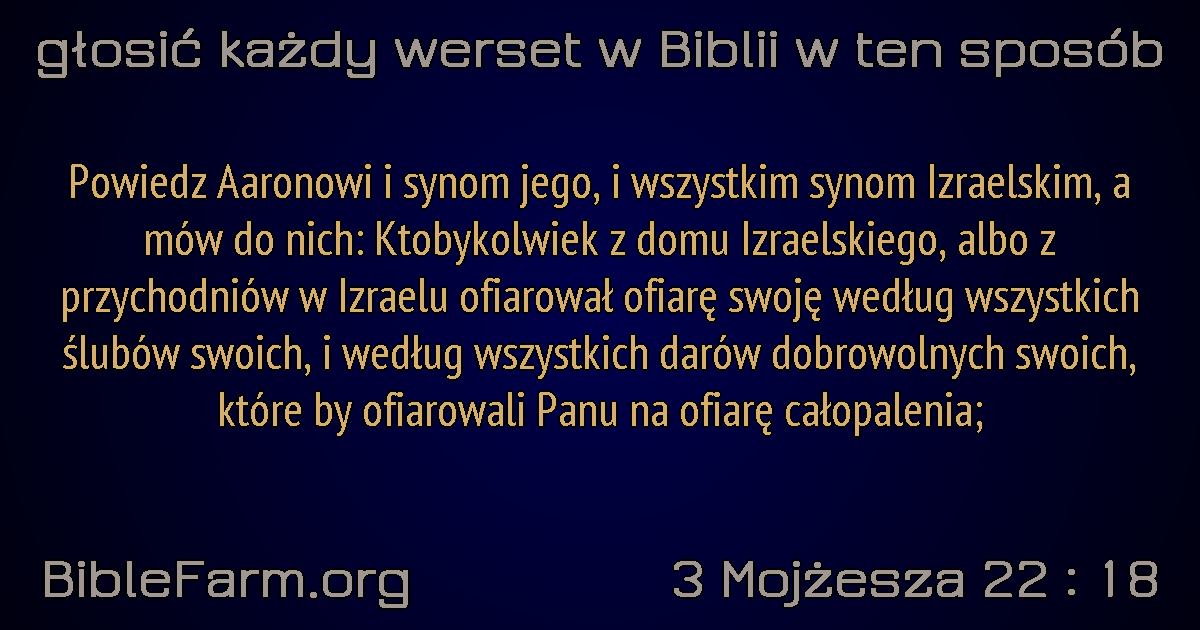 głosić każdy werset w Biblii w ten sposób
Powiedz Aaronowi i synom jego, i wszystkim synom Izraelskim, a
mów do nich: Ktobykolwiek z domu Izraelskiego, albo z
przychodniów w Izraelu ofiarował ofiarę swoję według wszystkich
ślubów swoich, i według wszystkich darów dobrowolnych swoich,
które by ofiarowali Panu na ofiarę całopalenia;
BibleFarm.org
3 Mojżesza 22 : 18